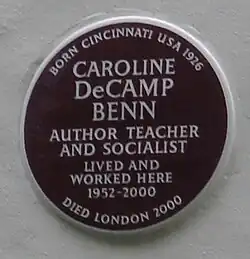 BORN CINCINNATI USA 1926
CAROLINE
DeCAMP
BENN
AUTHOR TEACHER
AND SOCIALIST
LIVED AND
WORKED HERE
1952-2000
DIED LONDON 2000